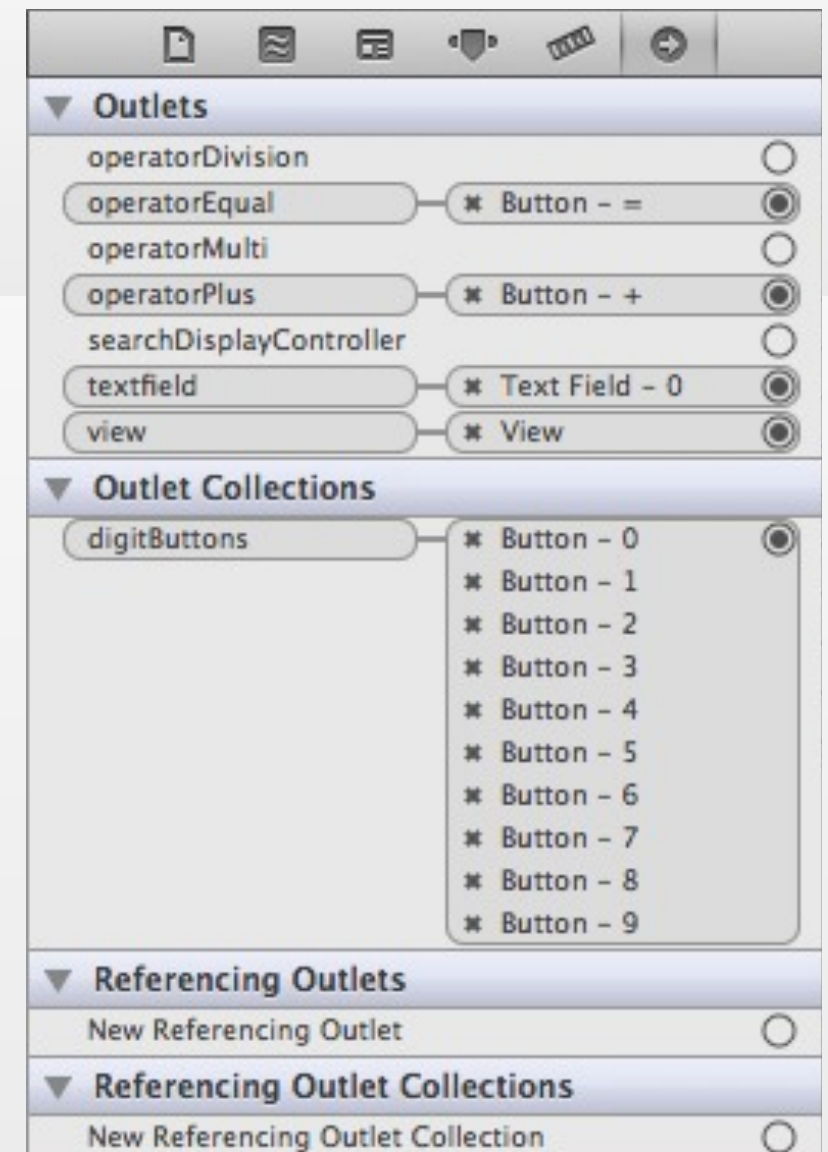 Outlets
operatorDivision
operatorEqual Button - =
operatorMulti
operatorPlus Button - +
searchDisplayController
textfield Text Field - 0
view View
Outlet Collections
digitButtons Button - 0
Button - 1
Button - 2
Button - 3
Button - 4
Button - 5
Button - 6
Button - 7
Button - 8
Button - 9
Referencing Outlets
New Referencing Outlet
Referencing Outlet Collections
New Referencing Outlet Collection